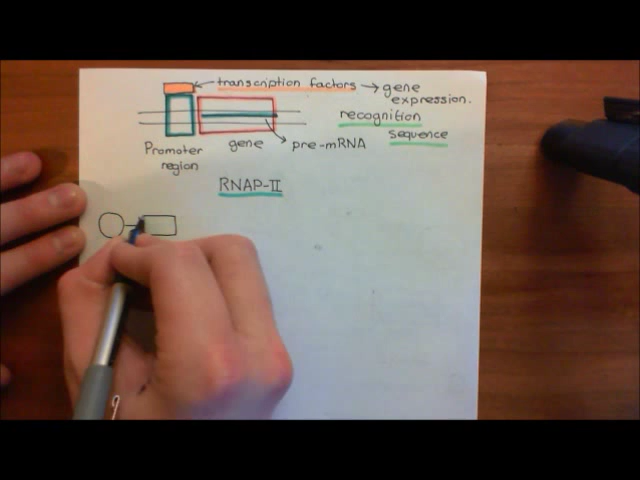 transcription factors → gene
expression.
recognition
sequence
Promoter
region
gene
pre-mRNA
RNAP-II